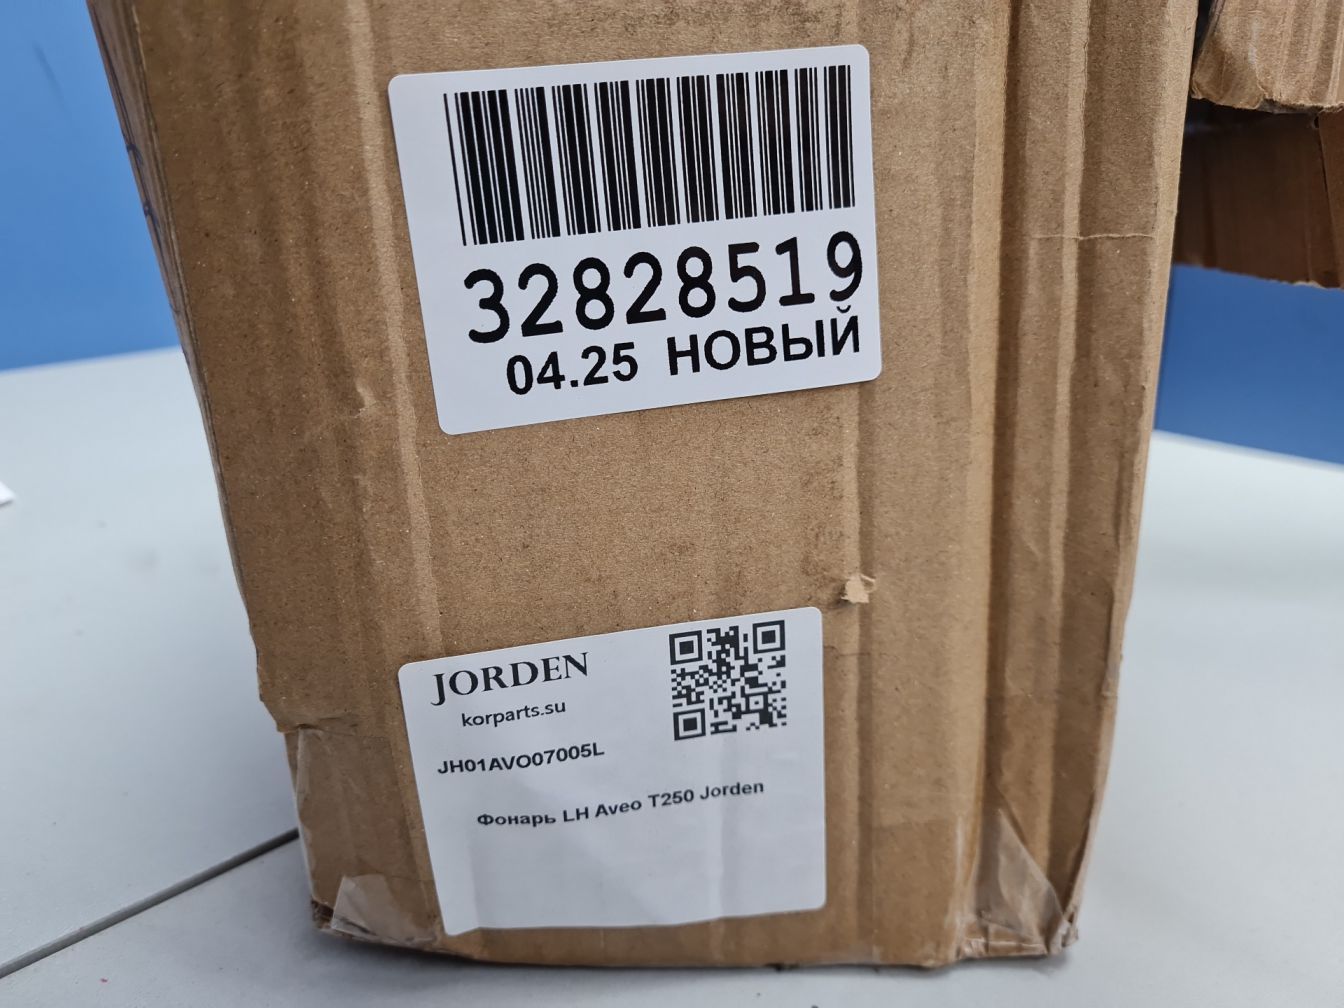 32828519
04.25 НОВЫЙ
JORDEN
korparts.su
JH01AVO07005L
Фонарь LH Aveo T250 Jorden